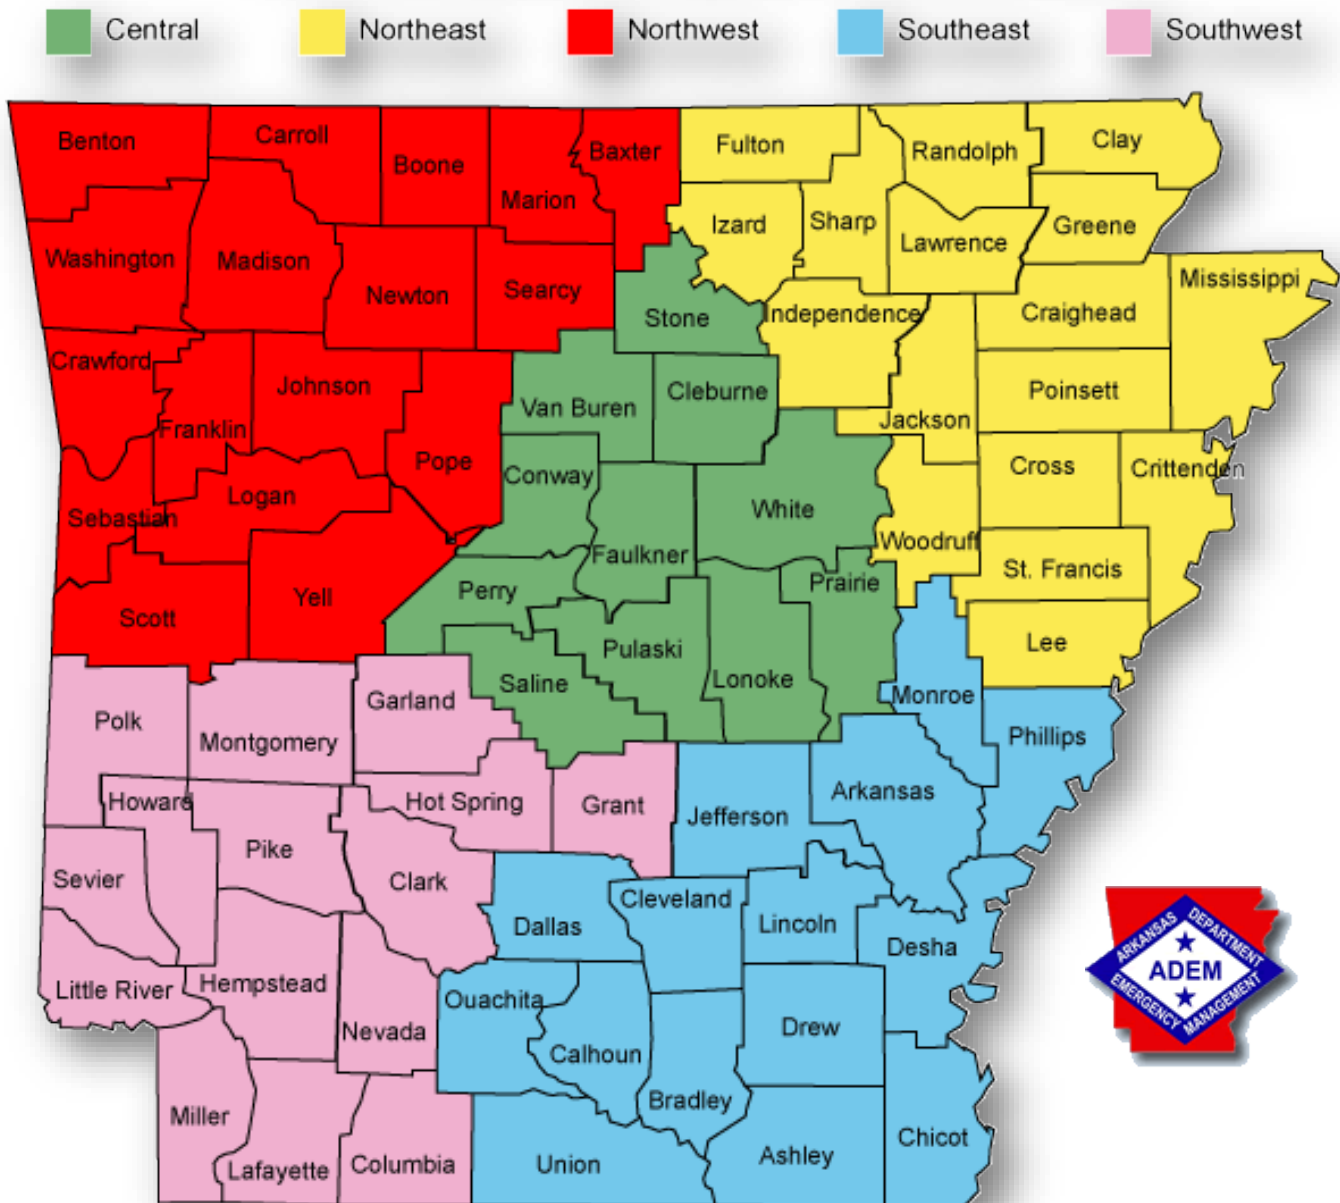 Central Northeast Northwest Southeast Southwest
Benton
Carroll
Boone
Marion
Baxter
Fulton
Randolph
Clay
Izard
Sharp
Lawrence
Greene
Washington
Madison
Newton
Searcy
Stone
Independence
Craighead
Mississippi
Crawford
Franklin
Johnson
Pope
Van Buren
Cleburne
Jackson
Poinsett
Conway
White
Cross
Crittenden
Sebastian
Logan
Faulkner
Woodruff
St. Francis
Scott
Yell
Perry
Pulaski
Prairie
Lee
Saline
Lonoke
Monroe
Phillips
Polk
Montgomery
Garland
Howard
Hot Spring
Grant
Jefferson
Arkansas
Sevier
Pike
Clark
Dallas
Cleveland
Lincoln
Desha
Little River
Hempstead
Nevada
Ouachita
Calhoun
Drew
Miller
Lafayette
Columbia
Union
Bradley
Ashley
Chicot
ARKANSAS DEPARTMENT
ADEM
EMERGENCY MANAGEMENT